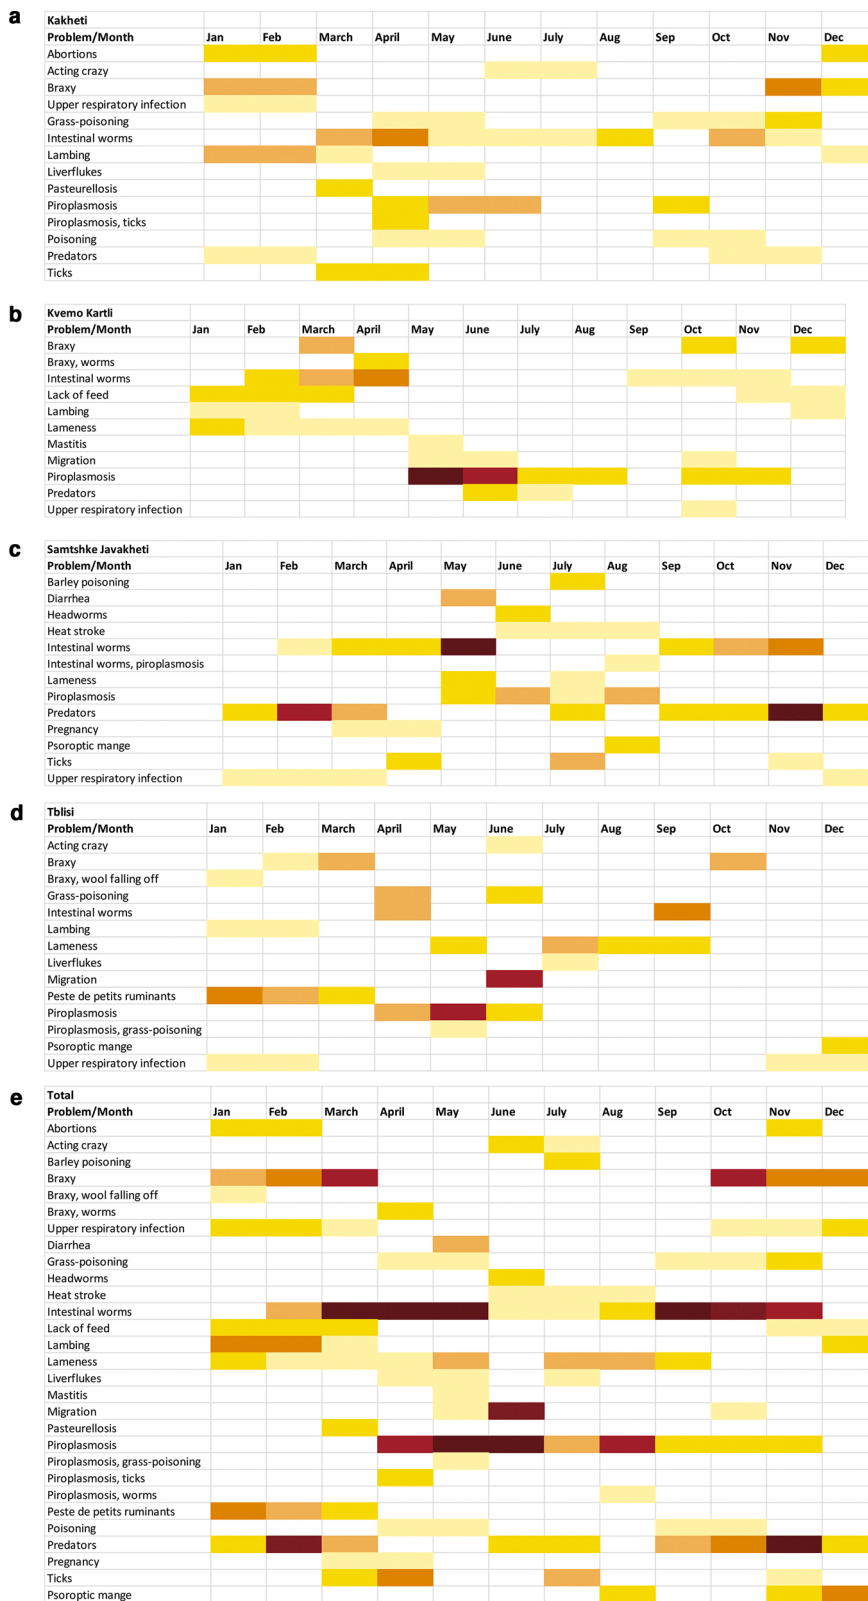 a
Kakheti
Problem/Month Jan Feb March April May June July Aug Sep Oct Nov Dec
Abortions
Acting crazy
Braxy
Upper respiratory infection
Grass-poisoning
Intestinal worms
Lambing
Liverflukes
Pasteurellosis
Piroplasmosis
Piroplasmosis, ticks
Poisoning
Predators
Ticks
b
Kvemo Kartli
Problem/Month Jan Feb March April May June July Aug Sep Oct Nov Dec
Braxy
Braxy, worms
Intestinal worms
Lack of feed
Lambing
Lameness
Mastitis
Migration
Piroplasmosis
Predators
Upper respiratory infection
c
Samtshke Javakheti
Problem/Month Jan Feb March April May June July Aug Sep Oct Nov Dec
Barley poisoning
Diarrhea
Headworms
Heat stroke
Intestinal worms
Intestinal worms, piroplasmosis
Lameness
Piroplasmosis
Predators
Pregnancy
Psoroptic mange
Ticks
Upper respiratory infection
d
Tblisi
Problem/Month Jan Feb March April May June July Aug Sep Oct Nov Dec
Acting crazy
Braxy
Braxy, wool falling off
Grass-poisoning
Intestinal worms
Lambing
Lameness
Liverflukes
Migration
Peste de petits ruminants
Piroplasmosis
Piroplasmosis, grass-poisoning
Psoroptic mange
Upper respiratory infection
e
Total
Problem/Month Jan Feb March April May June July Aug Sep Oct Nov Dec
Abortions
Acting crazy
Barley poisoning
Braxy
Braxy, wool falling off
Braxy, worms
Upper respiratory infection
Diarrhea
Grass-poisoning
Headworms
Heat stroke
Intestinal worms
Lack of feed
Lambing
Lameness
Liverflukes
Mastitis
Migration
Pasteurellosis
Piroplasmosis
Piroplasmosis, grass-poisoning
Piroplasmosis, ticks
Piroplasmosis, worms
Peste de petits ruminants
Poisoning
Predators
Pregnancy
Ticks
Psoroptic mange